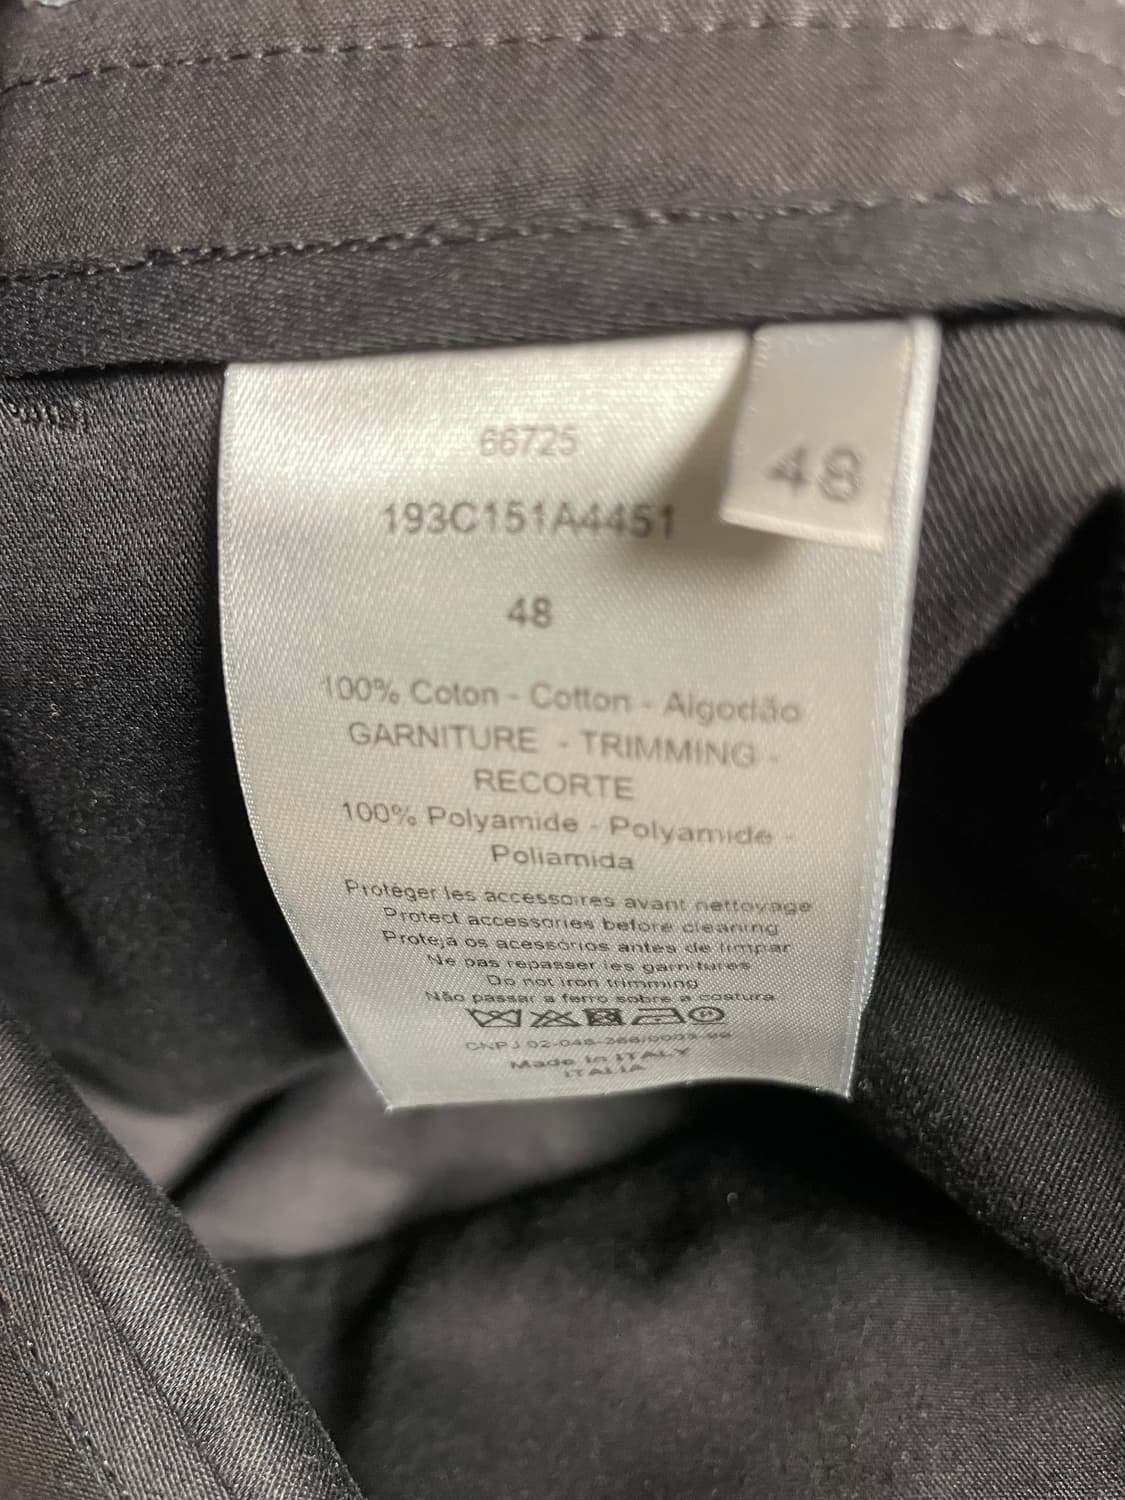 66725
48
193C151A4451
48
100% Coton - Cotton - Algodão
GARNITURE - TRIMMING -
RECORTE
100% Polyamide - Polyamide -
Poliamida
Protéger les accessoires avant nettoyage
Protect accessories before cleaning
Proteja os acessórios antes de limpar
Ne pas repasser les garnitures
Do not iron trimming
Não passar a ferro sobre a costura
CNPJ
Made in ITALY
ITALIA